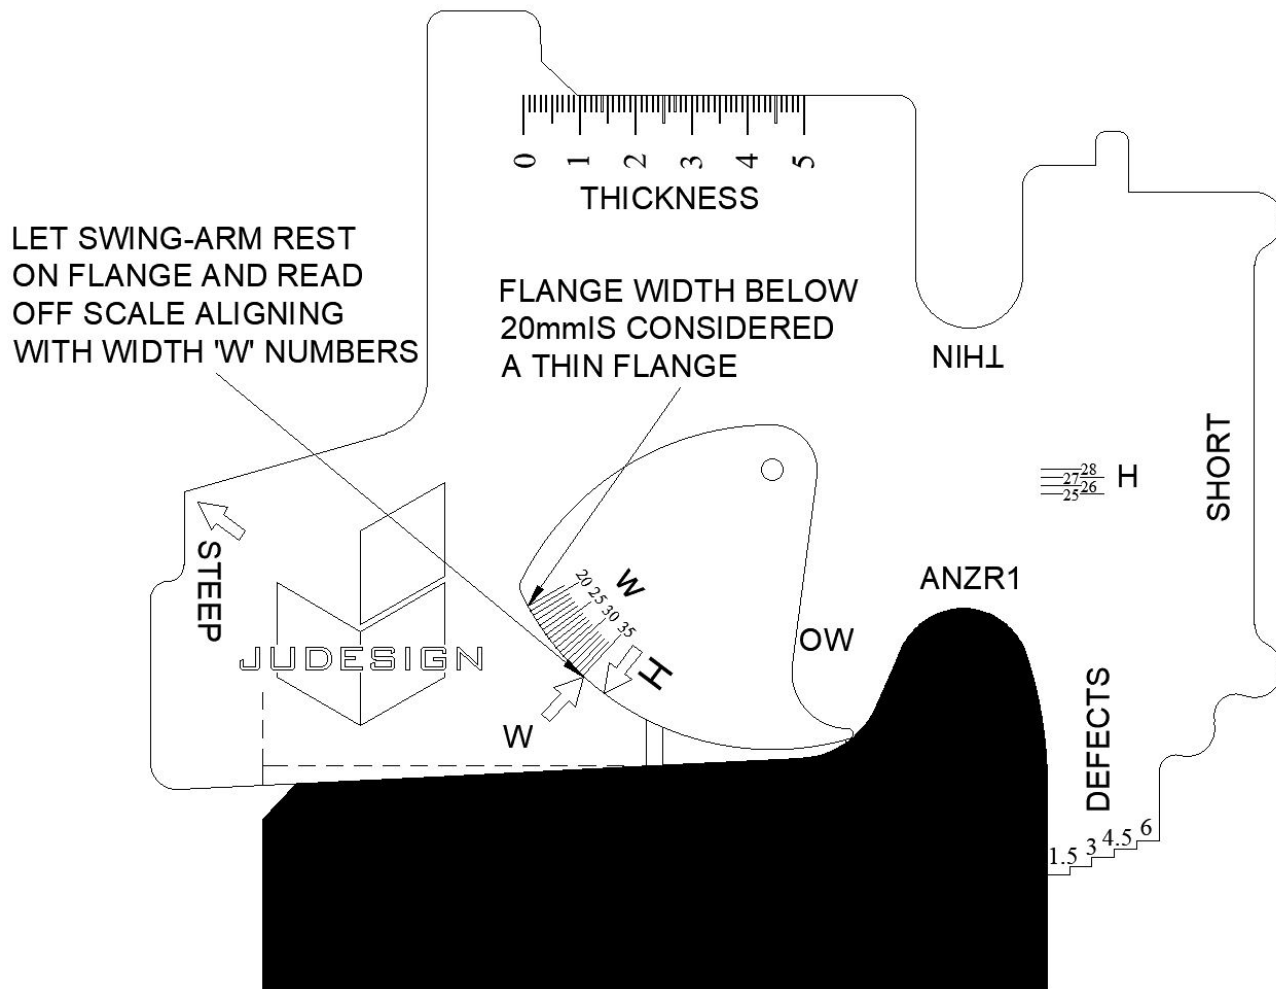 0 1 2 3 4 5
THICKNESS
LET SWING-ARM REST
ON FLANGE AND READ
OFF SCALE ALIGNING
WITH WIDTH 'W' NUMBERS
FLANGE WIDTH BELOW
20mmIS CONSIDERED
A THIN FLANGE
THIN
28
27
26
25
H
SHORT
STEEP
W
20 25 30 35
H
ANZR1
OW
JUDESIGN
W
DEFECTS
1.5 3 4.5 6